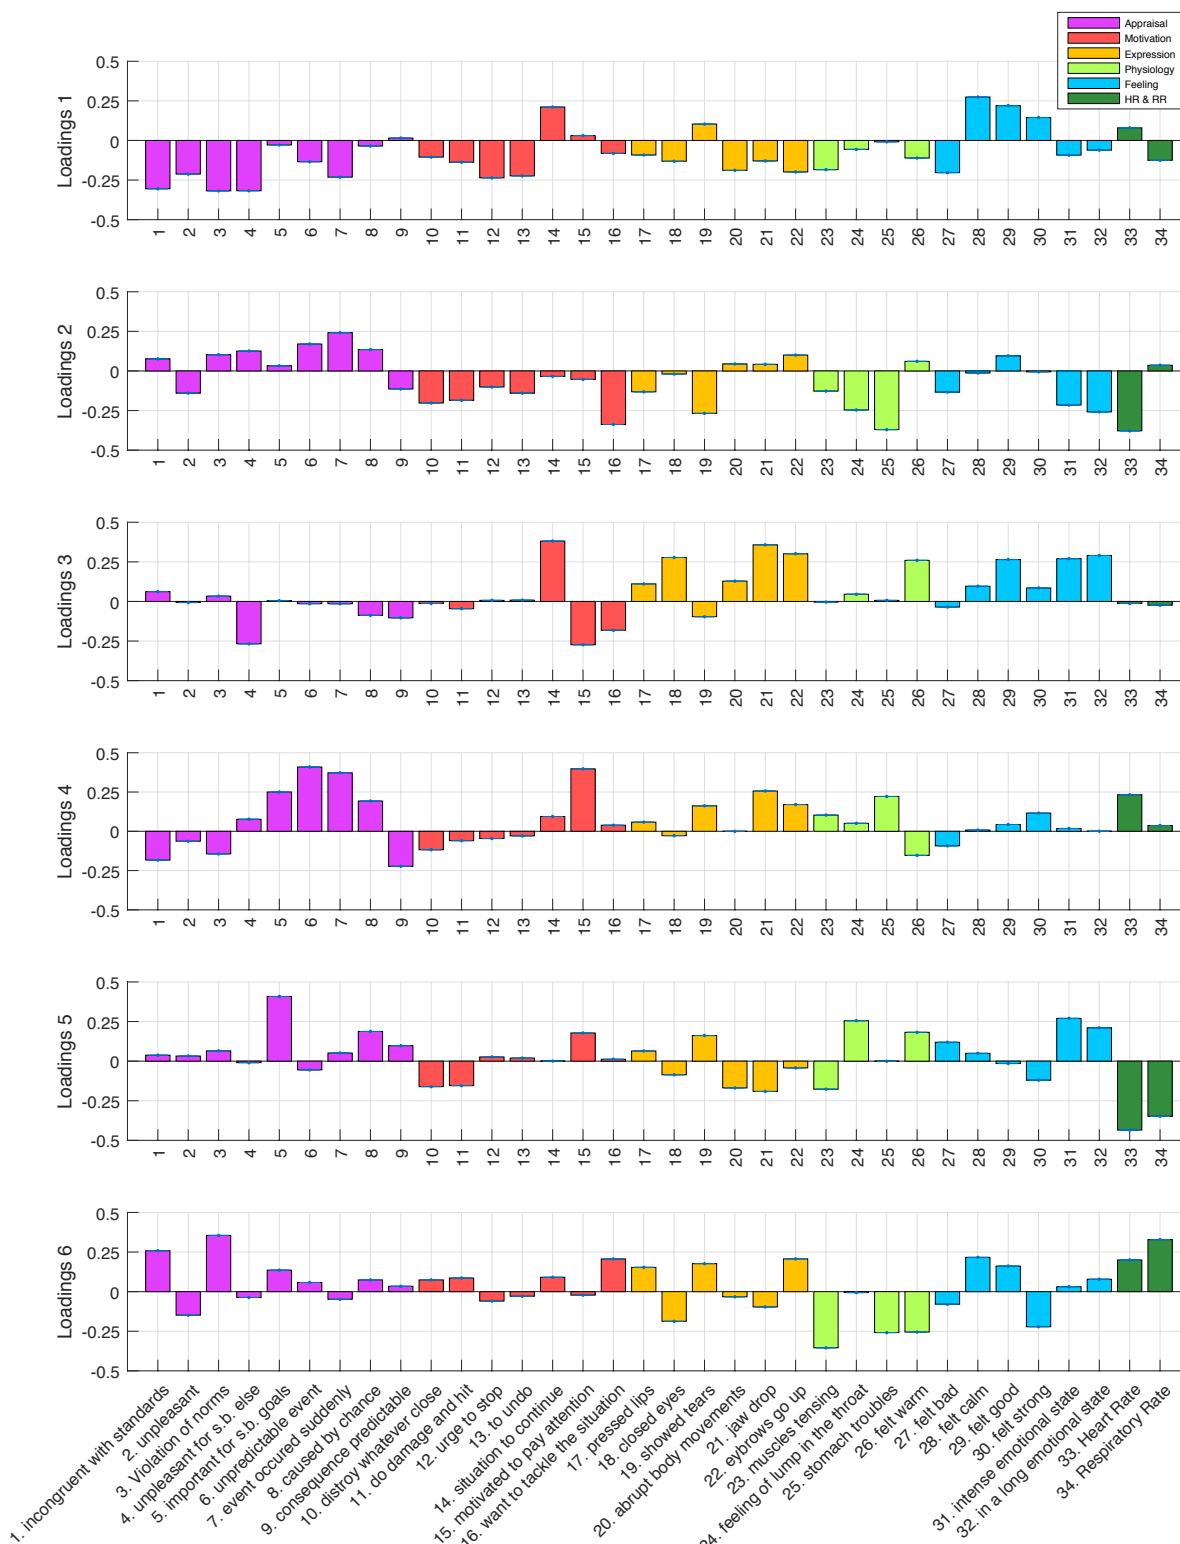 Appraisal
Motivation
Expression
Physiology
Feeling
HR & RR
Loadings 1
0.5
0.25
0
-0.25
-0.5
1 2 3 4 5 6 7 8 9 10 11 12 13 14 15 16 17 18 19 20 21 22 23 24 25 26 27 28 29 30 31 32 33 34
Loadings 2
0.5
0.25
0
-0.25
-0.5
1 2 3 4 5 6 7 8 9 10 11 12 13 14 15 16 17 18 19 20 21 22 23 24 25 26 27 28 29 30 31 32 33 34
Loadings 3
0.5
0.25
0
-0.25
-0.5
1 2 3 4 5 6 7 8 9 10 11 12 13 14 15 16 17 18 19 20 21 22 23 24 25 26 27 28 29 30 31 32 33 34
Loadings 4
0.5
0.25
0
-0.25
-0.5
1 2 3 4 5 6 7 8 9 10 11 12 13 14 15 16 17 18 19 20 21 22 23 24 25 26 27 28 29 30 31 32 33 34
Loadings 5
0.5
0.25
0
-0.25
-0.5
1 2 3 4 5 6 7 8 9 10 11 12 13 14 15 16 17 18 19 20 21 22 23 24 25 26 27 28 29 30 31 32 33 34
Loadings 6
0.5
0.25
0
-0.25
-0.5
1. incongruent with standards
2. unpleasant
3. Violation of norms
4. unpleasant for s.b. else
5. important for s.b. goals
6. unpredictable event
7. event occured suddenly
8. caused by chance
9. consequence predictable
10. distroy whatever close
11. do damage and hit
12. urge to stop
13. to undo
14. situation to continue
15. motivated to pay attention
16. want to tackle the situation
17. pressed lips
18. closed eyes
19. showed tears
20. abrupt body movements
21. jaw drop
22. eybrows go up
23. muscles tensing
24. feeling of lump in the throat
25. stomach troubles
26. felt warm
27. felt bad
28. felt calm
29. felt good
30. felt strong
31. intense emotional state
32. in a long emotional state
33. Heart Rate
34. Respiratory Rate